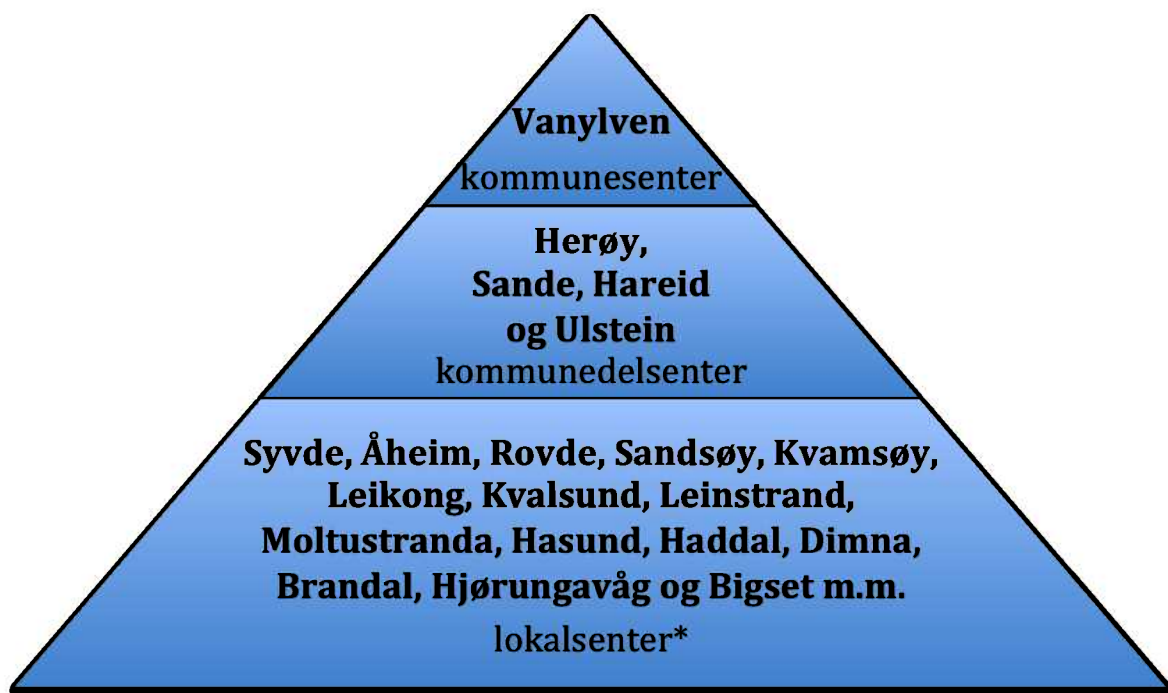 Vanylven
kommunesenter
Herøy,
Sande, Hareid
og Ulstein
kommunedelsenter
Syvde, Åheim, Rovde, Sandsøy, Kvamsøy,
Leikong, Kvalsund, Leinstrand,
Moltustranda, Hasund, Haddal, Dimna,
Brandal, Hjørungavåg og Bigset m.m.
lokalsenter*